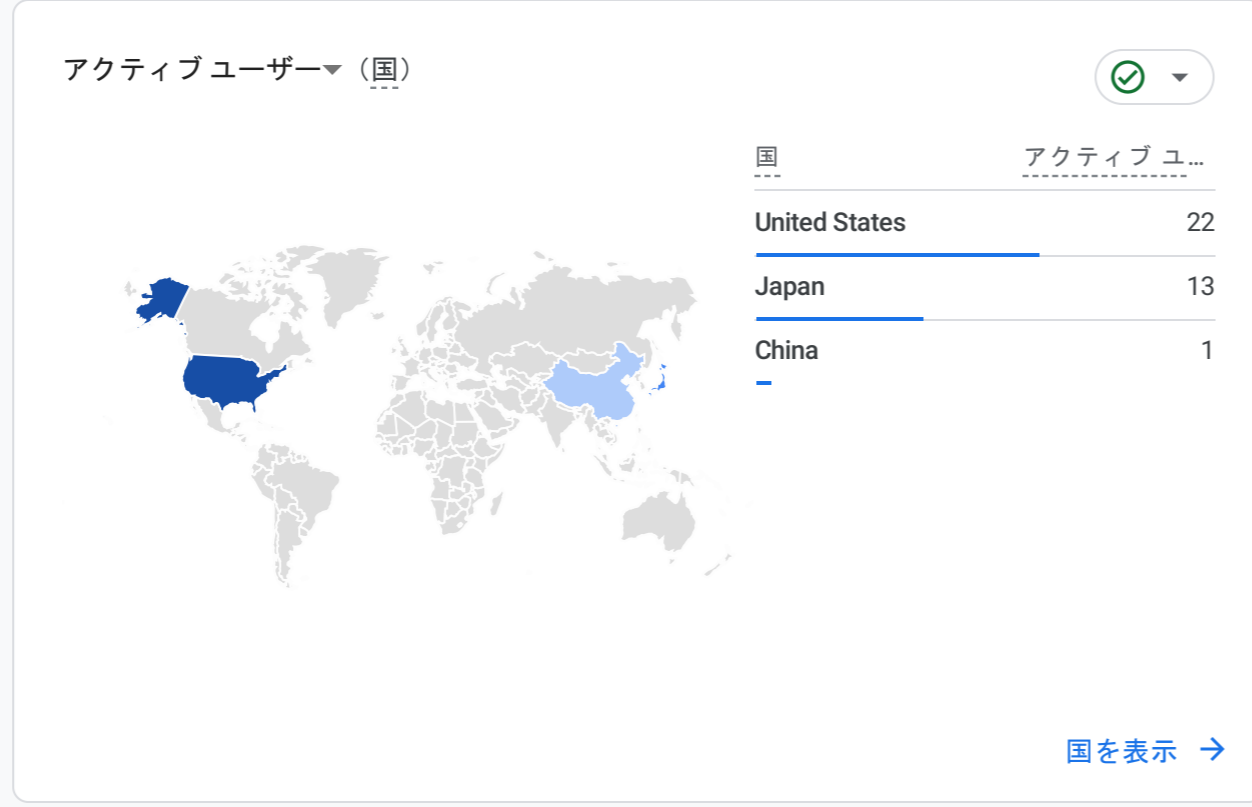 アクティブ ユーザー（国）
国 アクティブ ユ...
United States 22
Japan 13
China 1
国を表示